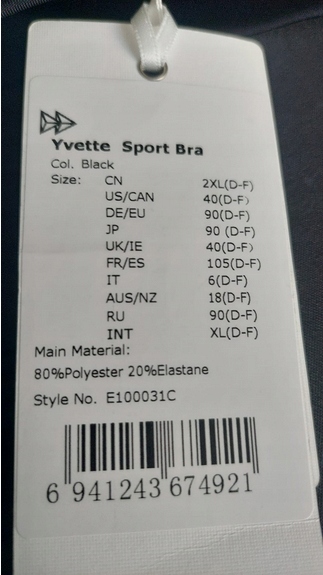 Yvette Sport Bra
Col. Black
Size: CN 2XL(D-F)
US/CAN 40(D-F)
DE/EU 90(D-F)
JP 90 (D-F)
UK/IE 40(D-F)
FR/ES 105(D-F)
IT 6(D-F)
AUS/NZ 18(D-F)
RU 90(D-F)
INT XL(D-F)
Main Material:
80%Polyester 20%Elastane
Style No. E100031C
6 941243 674921